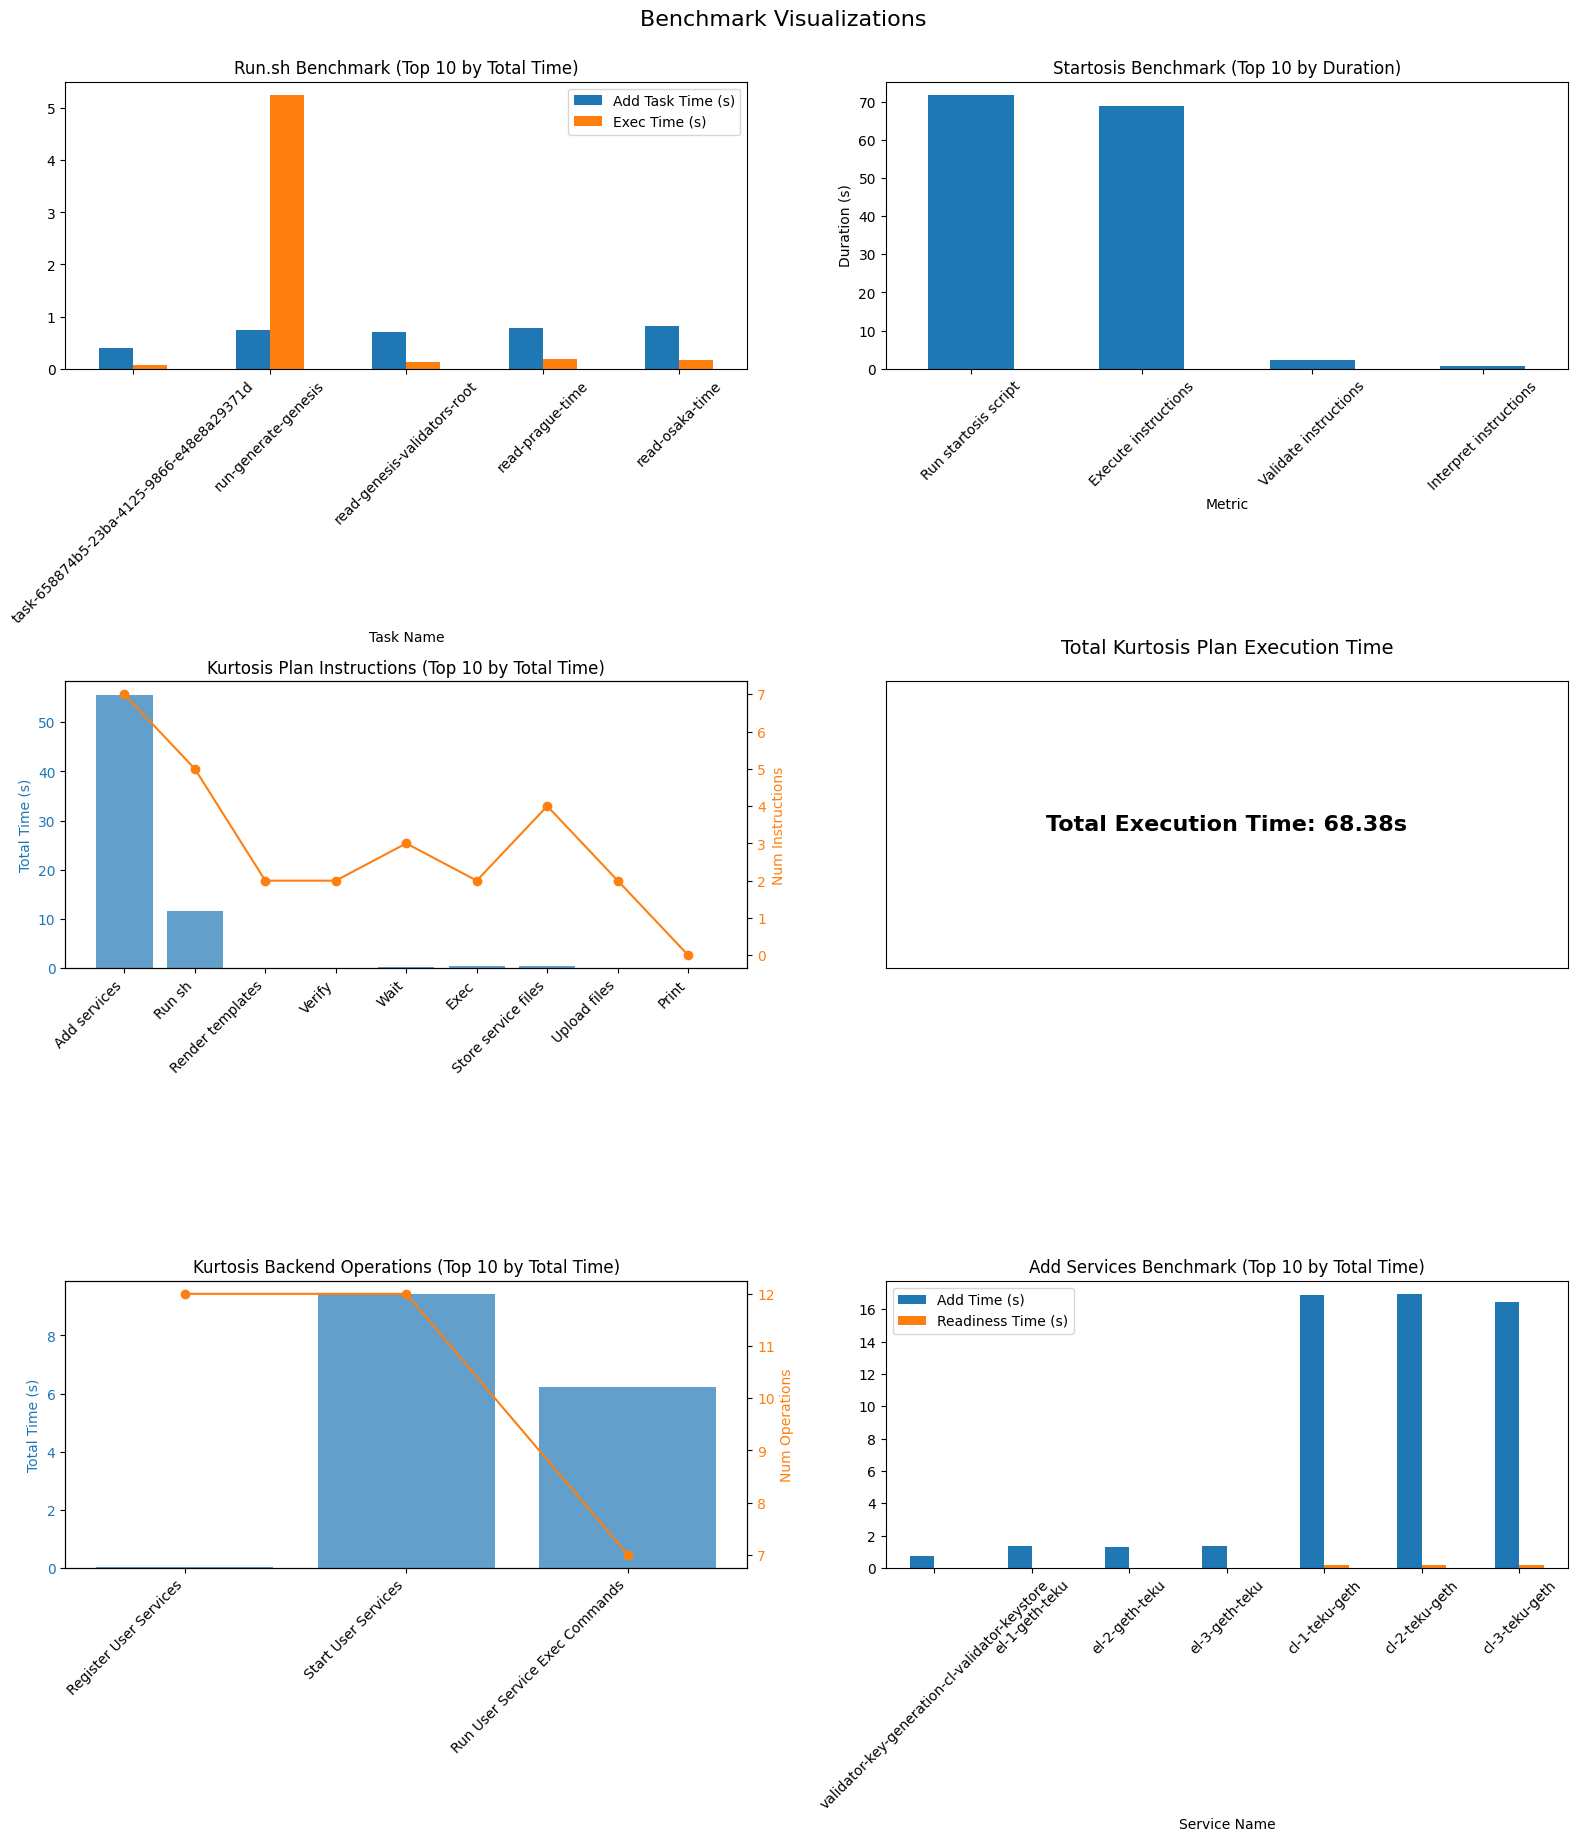 Benchmark Visualizations
Run.sh Benchmark (Top 10 by Total Time)
Add Task Time (s)
Exec Time (s)
5
4
3
2
1
0
task-658874b5-23ba-4125-9866-e48e8a29371d
run-generate-genesis
read-genesis-validators-root
read-prague-time
read-osaka-time
Task Name
Startosis Benchmark (Top 10 by Duration)
Duration (s)
70
60
50
40
30
20
10
0
Run startosis script
Execute instructions
Validate instructions
Interpret instructions
Metric
Kurtosis Plan Instructions (Top 10 by Total Time)
Total Time (s)
50
40
30
20
10
0
Num Instructions
7
6
5
4
3
2
1
0
Add services
Run sh
Render templates
Verify
Wait
Exec
Store service files
Upload files
Print
Total Kurtosis Plan Execution Time
Total Execution Time: 68.38s
Kurtosis Backend Operations (Top 10 by Total Time)
Total Time (s)
8
6
4
2
0
Num Operations
12
11
10
9
8
7
Register User Services
Start User Services
Run User Service Exec Commands
Add Services Benchmark (Top 10 by Total Time)
Add Time (s)
Readiness Time (s)
16
14
12
10
8
6
4
2
0
validator-key-generation-cl-validator-keystore
el-1-geth-teku
el-2-geth-teku
el-3-geth-teku
cl-1-teku-geth
cl-2-teku-geth
cl-3-teku-geth
Service Name